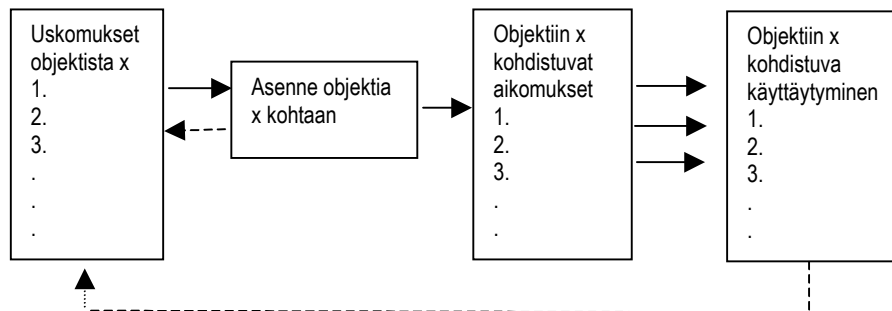 Uskomukset
objektista x
1.
2.
3.
.
.
.
Asenne objektia
x kohtaan
Objektiin x
kohdistuvat
aikomukset
1.
2.
3.
.
.
Objektiin x
kohdistuva
käyttäytyminen
1.
2.
3.
.
.